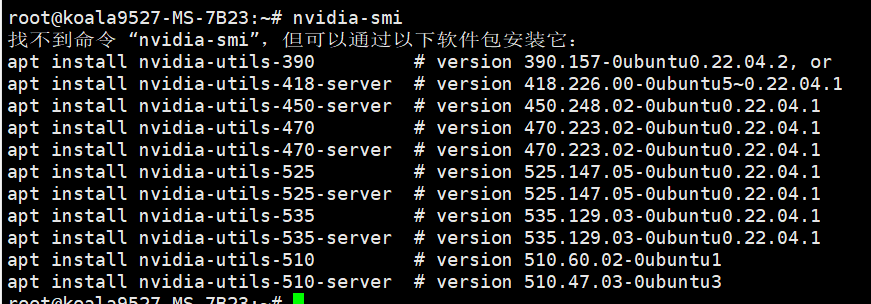 root@koala9527-MS-7B23:~# nvidia-smi
找不到命令 “nvidia-smi”，但可以通过以下软件包安装它：
apt install nvidia-utils-390         # version 390.157-0ubuntu0.22.04.2, or
apt install nvidia-utils-418-server  # version 418.226.00-0ubuntu5~0.22.04.1
apt install nvidia-utils-450-server  # version 450.248.02-0ubuntu0.22.04.1
apt install nvidia-utils-470         # version 470.223.02-0ubuntu0.22.04.1
apt install nvidia-utils-470-server  # version 470.223.02-0ubuntu0.22.04.1
apt install nvidia-utils-525         # version 525.147.05-0ubuntu0.22.04.1
apt install nvidia-utils-525-server  # version 525.147.05-0ubuntu0.22.04.1
apt install nvidia-utils-535         # version 535.129.03-0ubuntu0.22.04.1
apt install nvidia-utils-535-server  # version 535.129.03-0ubuntu0.22.04.1
apt install nvidia-utils-510         # version 510.60.02-0ubuntu1
apt install nvidia-utils-510-server  # version 510.47.03-0ubuntu3
root@koala9527-MS-7B23:~#